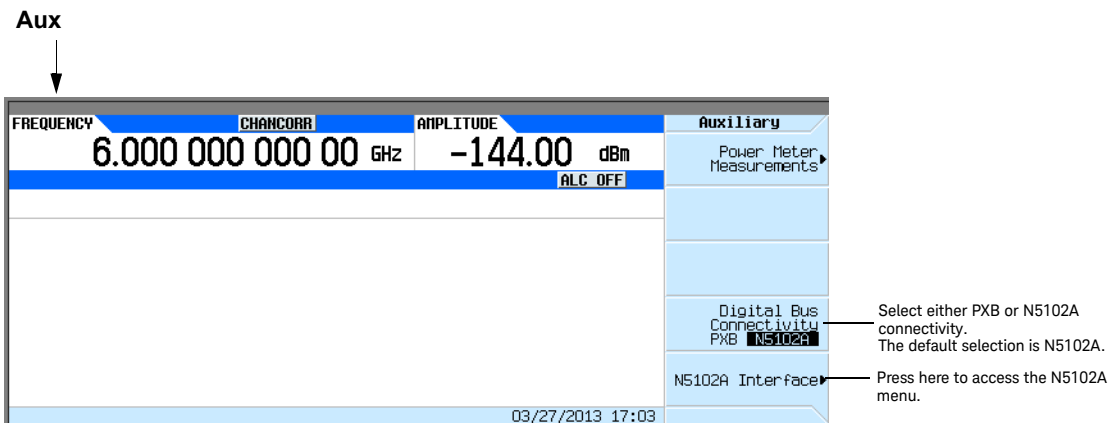 Aux
FREQUENCY CHANCORR AMPLITUDE Auxiliary
6.000 000 000 00 GHz -144.00 dBm
Power Meter
Measurements
ALC OFF
Digital Bus
Connectivity
PXB N5102A
Select either PXB or N5102A
connectivity.
The default selection is N5102A.
N5102A Interface
Press here to access the N5102A
menu.
03/27/2013 17:03